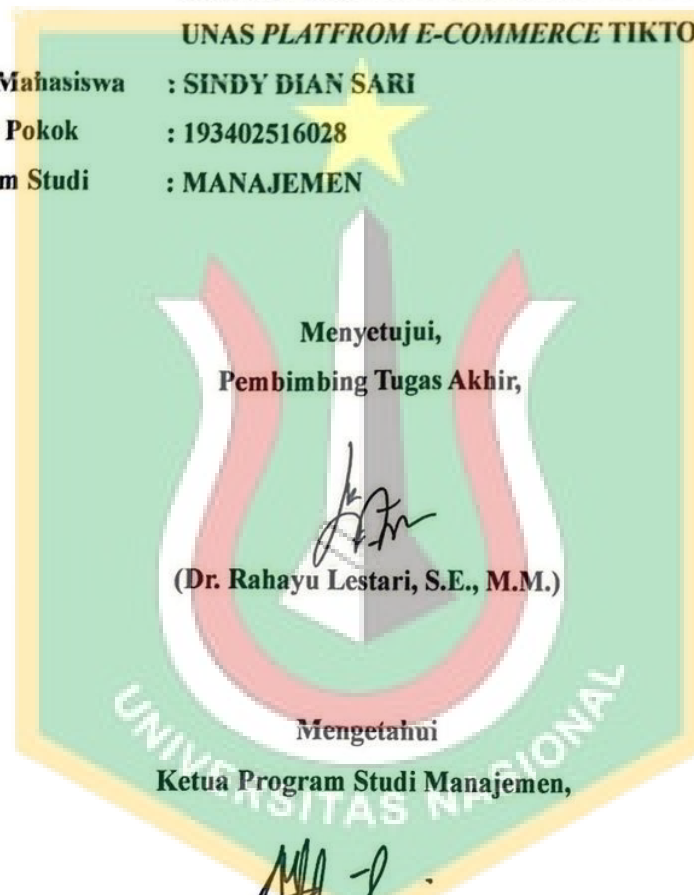 UNAS PLATFROM E-COMMERCE TIKTO
Mahasiswa : SINDY DIAN SARI
Pokok : 193402516028
m Studi : MANAJEMEN
Menyetujui,
Pembimbing Tugas Akhir,
(Dr. Rahayu Lestari, S.E., M.M.)
Mengetahui
Ketua Program Studi Manajemen,
UNIVERSITAS NASIONAL